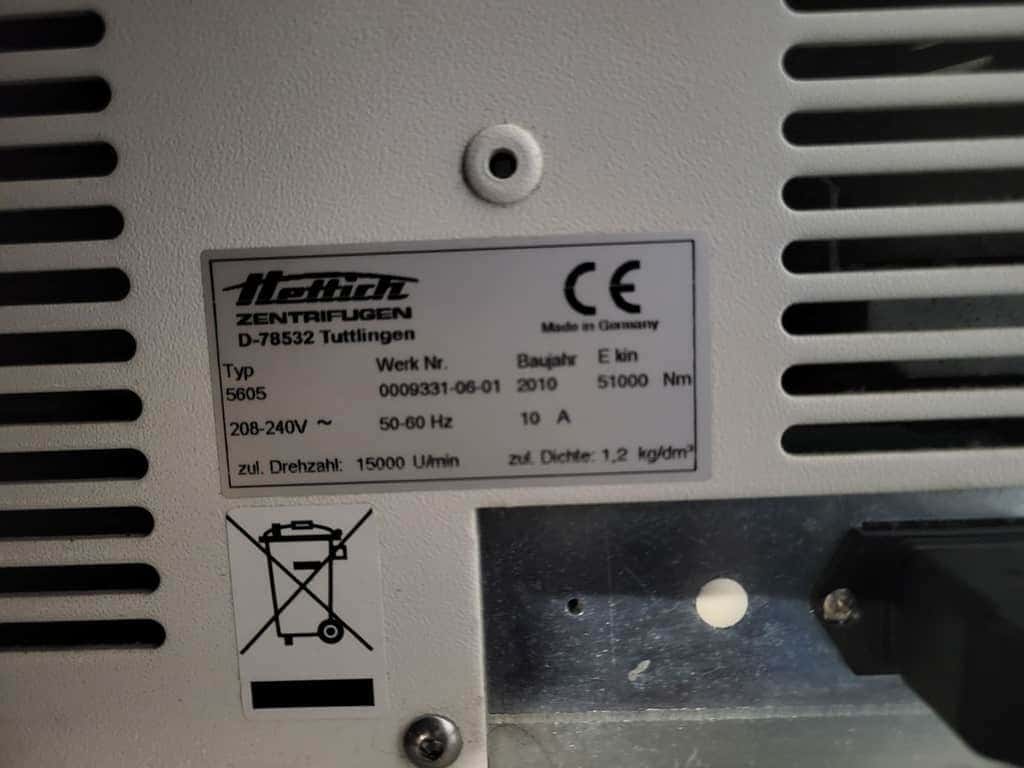 Hettich
ZENTRIFUGEN
D-78532 Tuttlingen
CE
Made in Germany
Typ Werk Nr. Baujahr E kin
5605 0009331-06-01 2010 51000 Nm
208-240V ~ 50-60 Hz 10 A
zul. Drehzahl: 15000 U/min zul. Dichte: 1,2 kg/dm³